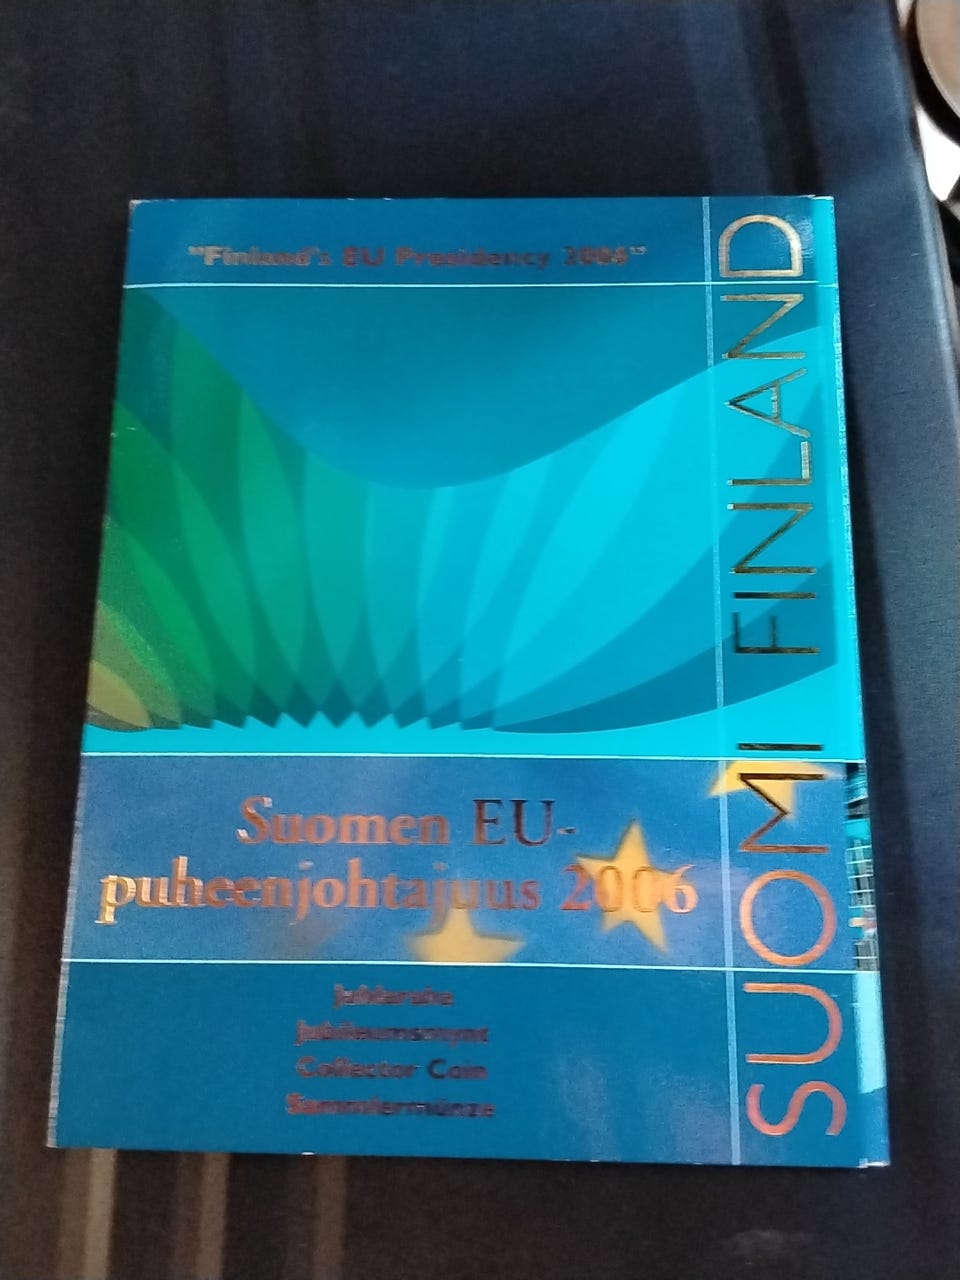 "Finland's EU Presidency 2006"
SUOMI FINLAND
Suomen EU-
puheenjohtajuus 2006
Juhlaraha
Jubileumsmynt
Collector Coin
Sammlermünze